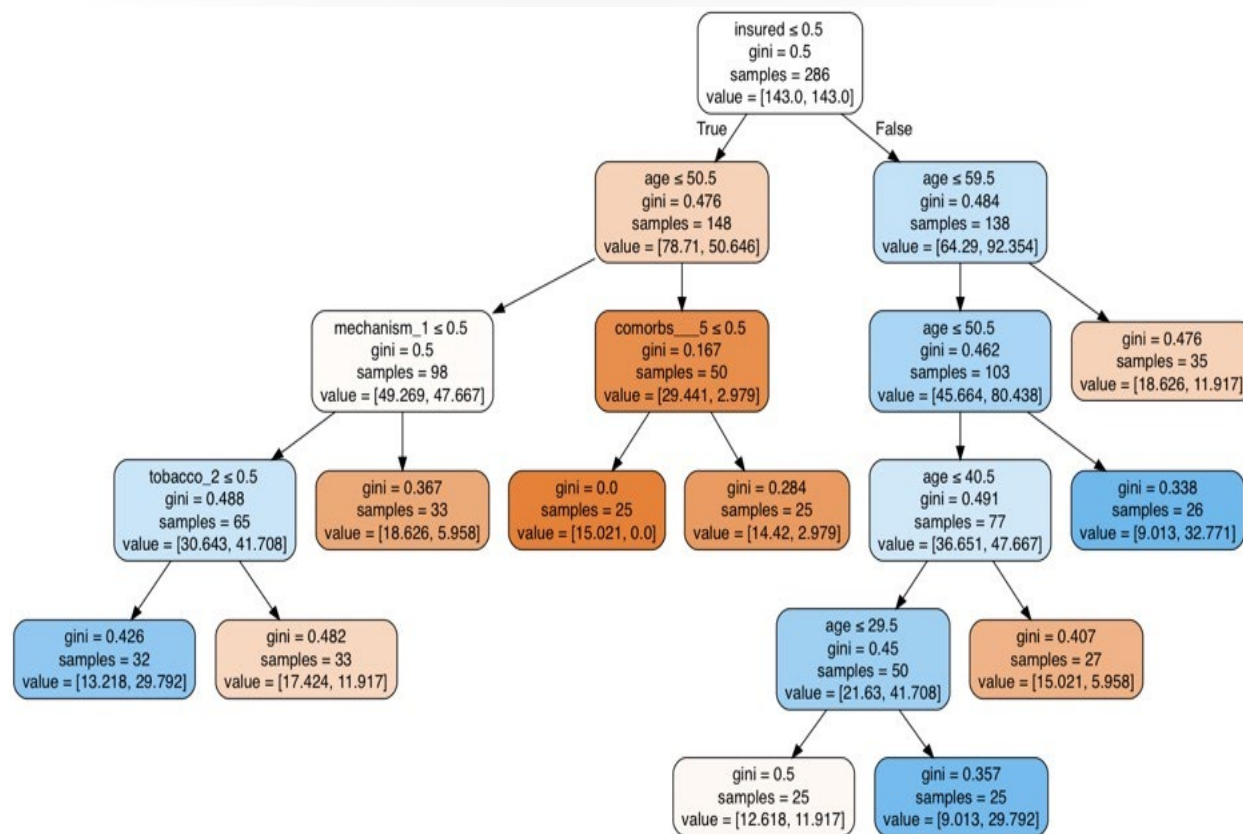 insured ≤ 0.5
gini = 0.5
samples = 286
value = [143.0, 143.0]
True
False
age ≤ 50.5
gini = 0.476
samples = 148
value = [78.71, 50.646]
age ≤ 59.5
gini = 0.484
samples = 138
value = [64.29, 92.354]
mechanism_1 ≤ 0.5
gini = 0.5
samples = 98
value = [49.269, 47.667]
comorbs___5 ≤ 0.5
gini = 0.167
samples = 50
value = [29.441, 2.979]
age ≤ 50.5
gini = 0.462
samples = 103
value = [45.664, 80.438]
gini = 0.476
samples = 35
value = [18.626, 11.917]
tobacco_2 ≤ 0.5
gini = 0.488
samples = 65
value = [30.643, 41.708]
gini = 0.367
samples = 33
value = [18.626, 5.958]
gini = 0.0
samples = 25
value = [15.021, 0.0]
gini = 0.284
samples = 25
value = [14.42, 2.979]
age ≤ 40.5
gini = 0.491
samples = 77
value = [36.651, 47.667]
gini = 0.338
samples = 26
value = [9.013, 32.771]
gini = 0.426
samples = 32
value = [13.218, 29.792]
gini = 0.482
samples = 33
value = [17.424, 11.917]
age ≤ 29.5
gini = 0.45
samples = 50
value = [21.63, 41.708]
gini = 0.407
samples = 27
value = [15.021, 5.958]
gini = 0.5
samples = 25
value = [12.618, 11.917]
gini = 0.357
samples = 25
value = [9.013, 29.792]